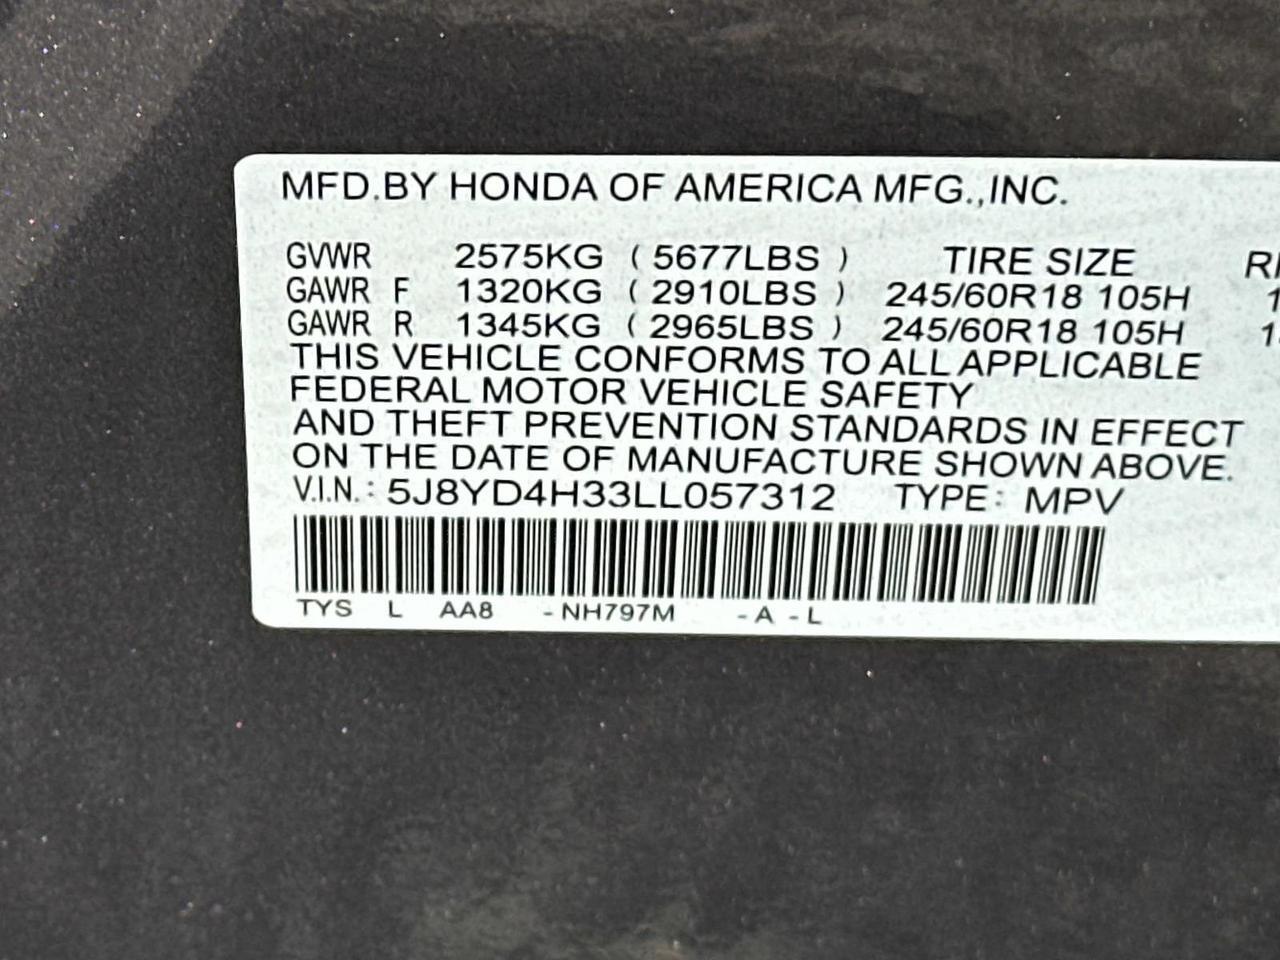 MFD.BY HONDA OF AMERICA MFG.,INC.
GVWR 2575KG ( 5677LBS ) TIRE SIZE
GAWR F 1320KG ( 2910LBS ) 245/60R18 105H
GAWR R 1345KG ( 2965LBS ) 245/60R18 105H
THIS VEHICLE CONFORMS TO ALL APPLICABLE
FEDERAL MOTOR VEHICLE SAFETY
AND THEFT PREVENTION STANDARDS IN EFFECT
ON THE DATE OF MANUFACTURE SHOWN ABOVE.
V.I.N.: 5J8YD4H33LL057312 TYPE: MPV
TYS L AA8 -NH797M -A -L